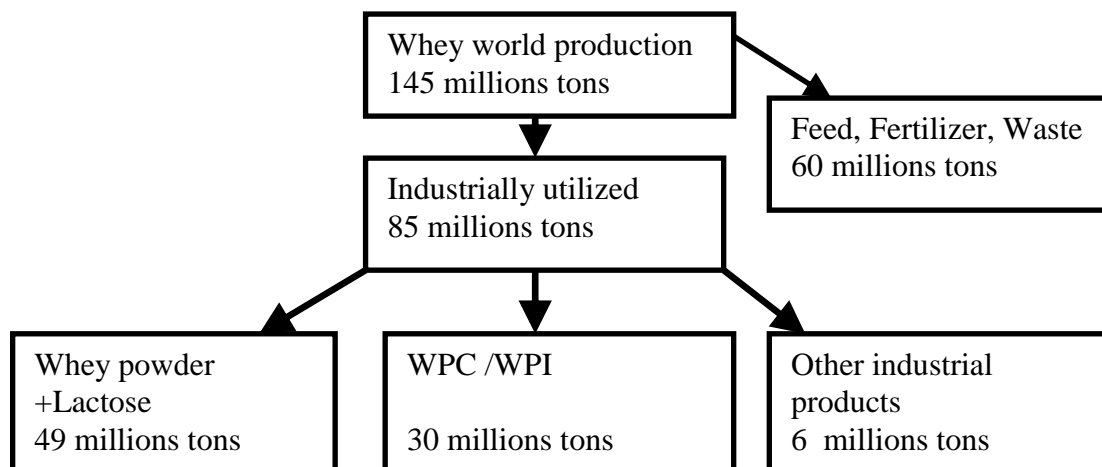 Whey world production
145 millions tons
Feed, Fertilizer, Waste
60 millions tons
Industrially utilized
85 millions tons
Whey powder
+Lactose
49 millions tons
WPC /WPI
30 millions tons
Other industrial
products
6 millions tons